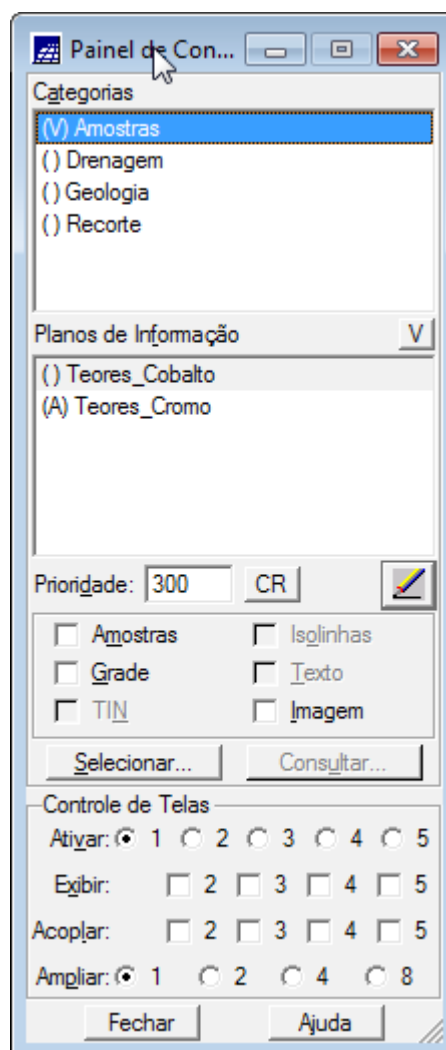 Painel de Con...
Categorias
(V) Amostras
( ) Drenagem
( ) Geologia
( ) Recorte
Planos de Informação V
( ) Teores_Cobalto
(A) Teores_Cromo
Prioridade: 300 CR
Amostras Isolinhas
Grade Texto
TIN Imagem
Selecionar... Consultar...
Controle de Telas
Ativar: 1 2 3 4 5
Exibir: 2 3 4 5
Acoplar: 2 3 4 5
Ampliar: 1 2 4 8
Fechar Ajuda